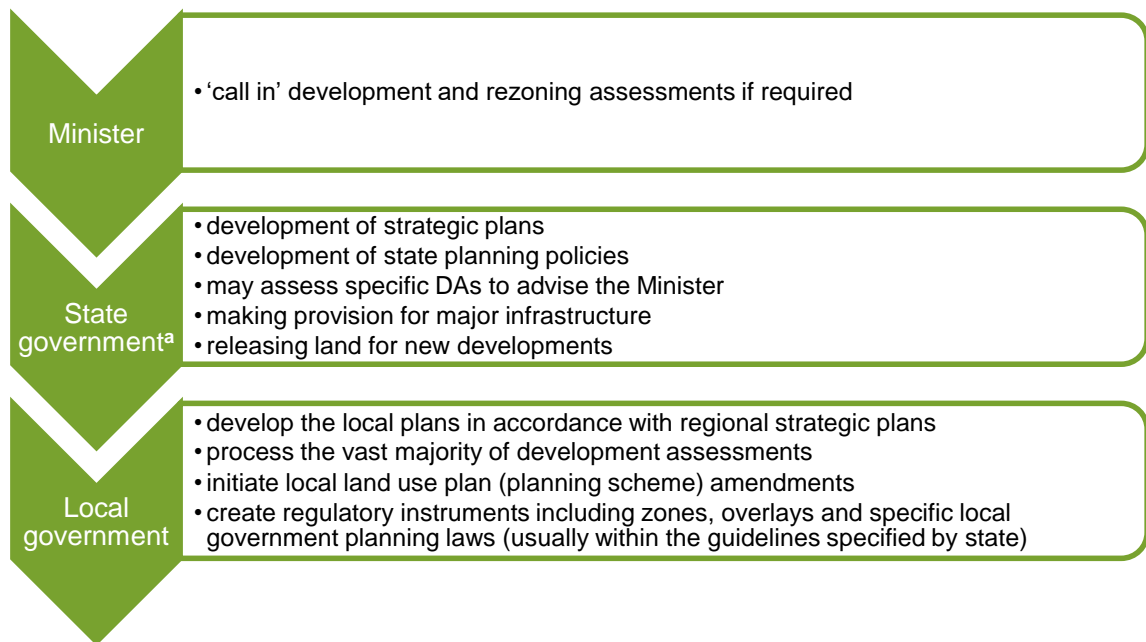 Minister
• ‘call in’ development and rezoning assessments if required
State
governmentª
• development of strategic plans
• development of state planning policies
• may assess specific DAs to advise the Minister
• making provision for major infrastructure
• releasing land for new developments
Local
government
• develop the local plans in accordance with regional strategic plans
• process the vast majority of development assessments
• initiate local land use plan (planning scheme) amendments
• create regulatory instruments including zones, overlays and specific local
government planning laws (usually within the guidelines specified by state)